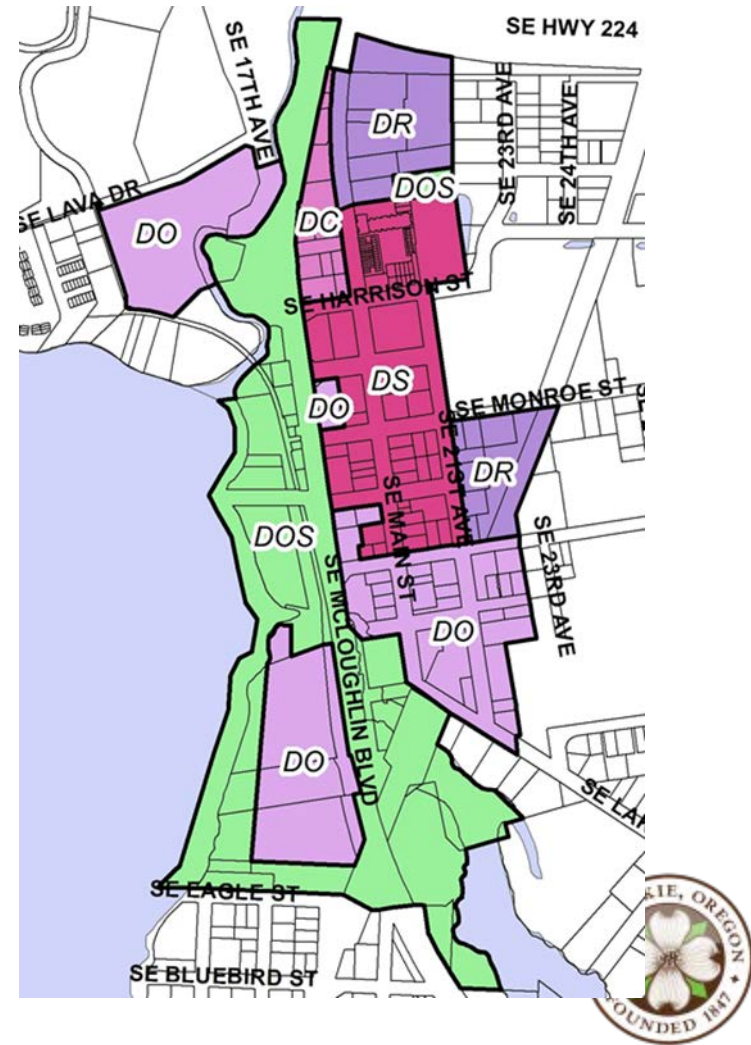 SE HWY 224
SE 17TH AVE
DR
SE 23RD AVE
SE 24TH AVE
SE LAVA DR
DOS
DO
DC
SE HARRISON ST
DS
DO
SE MONROE ST
SE 21ST AVE
DR
SE MAIN ST
DOS
SE 23RD AVE
SE MCLOUGHLIN BLVD
DO
DO
SE EAGLE ST
SE BLUEBIRD ST
KIE, OREGON
FOUNDED 1847